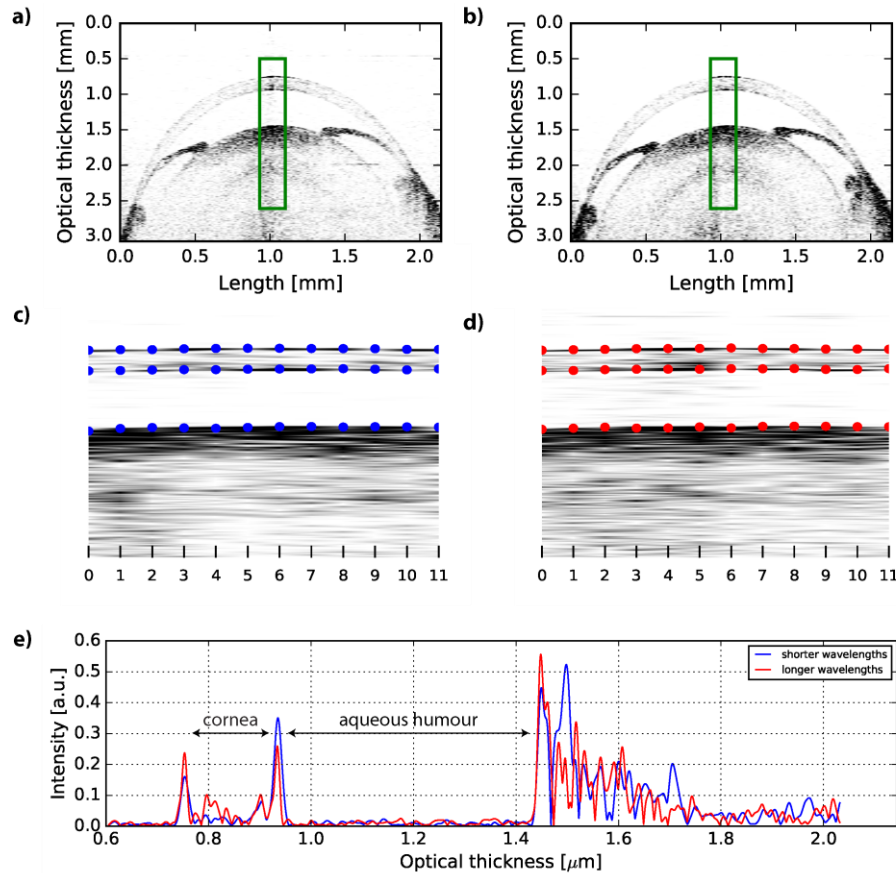 a)
Optical thickness [mm]
0.0
0.5
1.0
1.5
2.0
2.5
3.0
0.0 0.5 1.0 1.5 2.0
Length [mm]
b)
Optical thickness [mm]
0.0
0.5
1.0
1.5
2.0
2.5
3.0
0.0 0.5 1.0 1.5 2.0
Length [mm]
c)
0 1 2 3 4 5 6 7 8 9 10 11
d)
0 1 2 3 4 5 6 7 8 9 10 11
e)
Intensity [a.u.]
0.6
0.5
0.4
0.3
0.2
0.1
0.0
cornea
aqueous humour
shorter wavelengths
longer wavelengths
0.6 0.8 1.0 1.2 1.4 1.6 1.8 2.0
Optical thickness [μm]